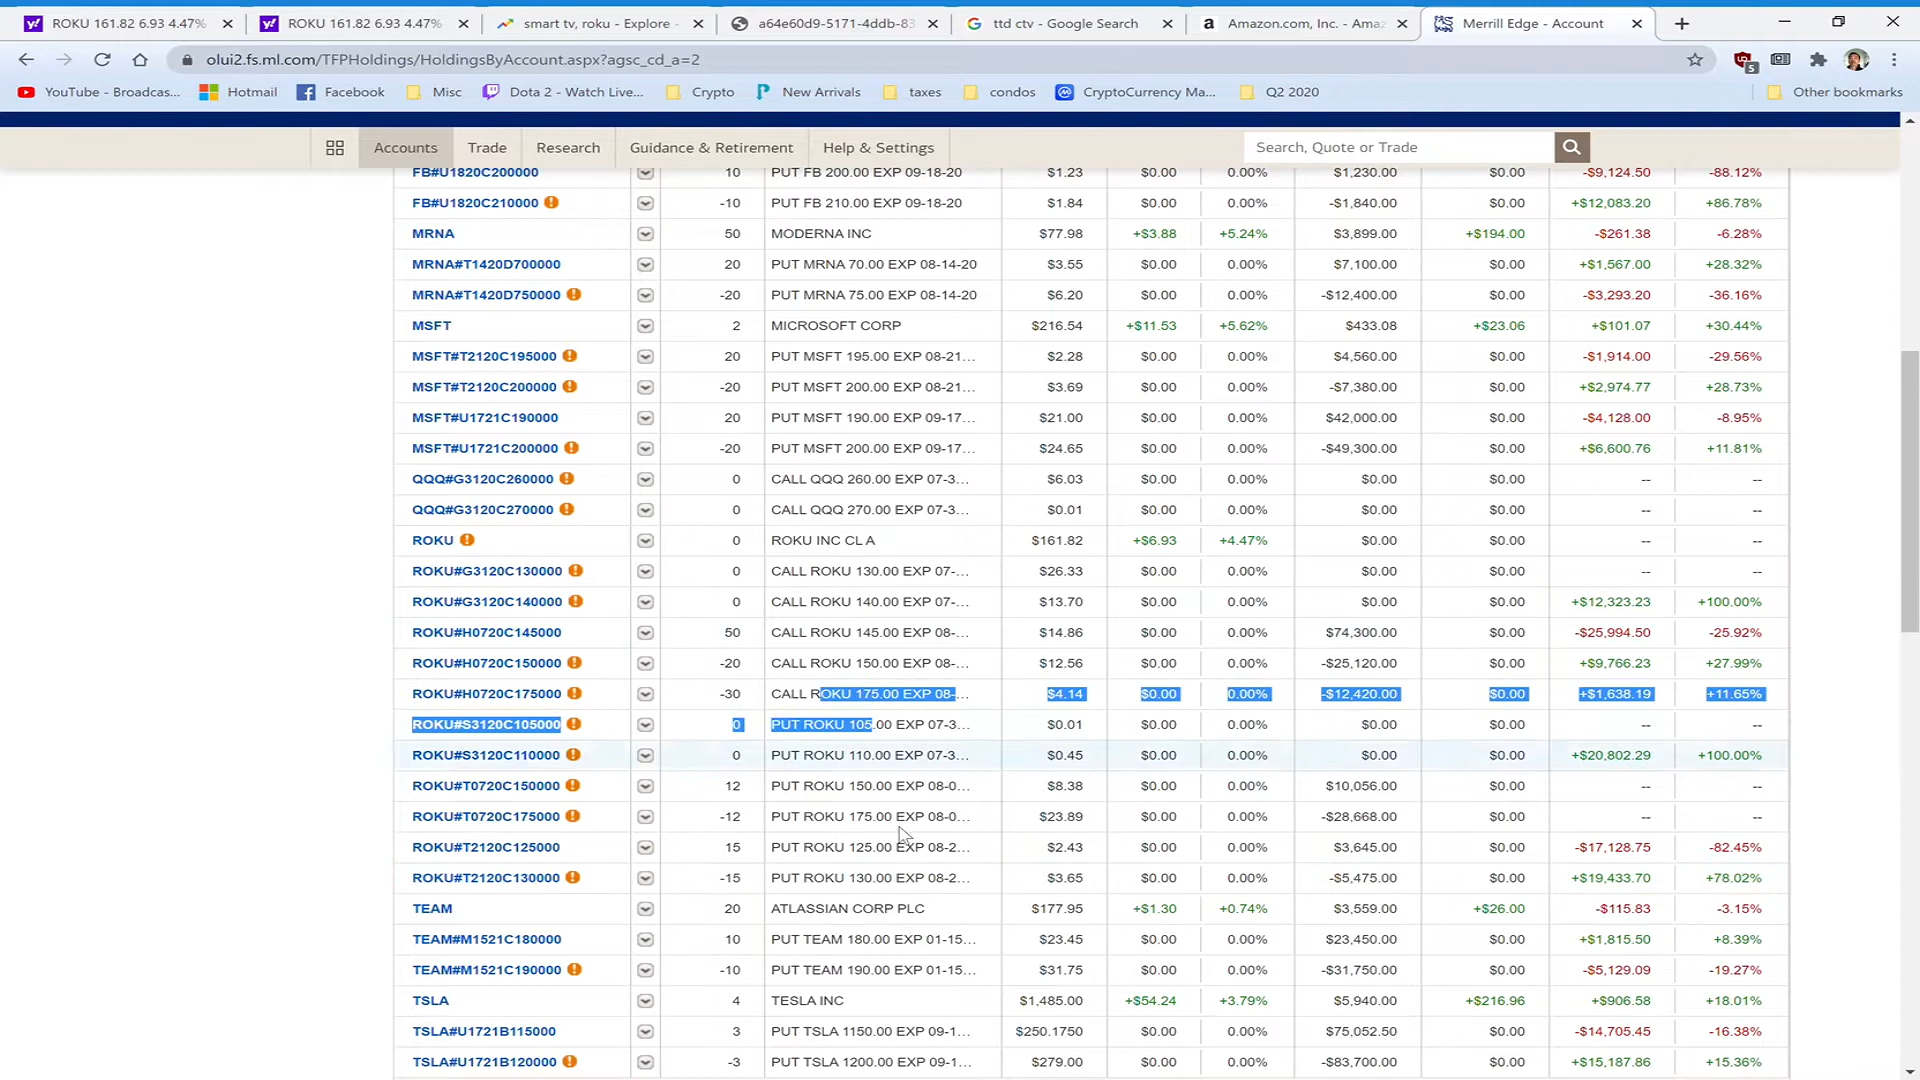 ROKU 161.82 6.93 4.47% ROKU 161.82 6.93 4.47% smart tv, roku - Explore - a64e60d9-5171-4ddb-83 ttd ctv - Google Search Amazon.com, Inc. - Amaz Merrill Edge - Account
olui2.fs.ml.com/TFPHoldings/HoldingsByAccount.aspx?agsc_cd_a=2 5
YouTube - Broadcas... Hotmail Facebook Misc Dota 2 - Watch Live... Crypto New Arrivals taxes condos CryptoCurrency Ma... Q2 2020 Other bookmarks
Accounts Trade Research Guidance & Retirement Help & Settings Search, Quote or Trade
FB#U1820C200000 10 PUT FB 200.00 EXP 09-18-20 $1.23 $0.00 0.00% $1,230.00 $0.00 -$9,124.50 -88.12%
FB#U1820C210000 -10 PUT FB 210.00 EXP 09-18-20 $1.84 $0.00 0.00% -$1,840.00 $0.00 +$12,083.20 +86.78%
MRNA 50 MODERNA INC $77.98 +$3.88 +5.24% $3,899.00 +$194.00 -$261.38 -6.28%
MRNA#T1420D700000 20 PUT MRNA 70.00 EXP 08-14-20 $3.55 $0.00 0.00% $7,100.00 $0.00 +$1,567.00 +28.32%
MRNA#T1420D750000 -20 PUT MRNA 75.00 EXP 08-14-20 $6.20 $0.00 0.00% -$12,400.00 $0.00 -$3,293.20 -36.16%
MSFT 2 MICROSOFT CORP $216.54 +$11.53 +5.62% $433.08 +$23.06 +$101.07 +30.44%
MSFT#T2120C195000 20 PUT MSFT 195.00 EXP 08-21... $2.28 $0.00 0.00% $4,560.00 $0.00 -$1,914.00 -29.56%
MSFT#T2120C200000 -20 PUT MSFT 200.00 EXP 08-21... $3.69 $0.00 0.00% -$7,380.00 $0.00 +$2,974.77 +28.73%
MSFT#U1721C190000 20 PUT MSFT 190.00 EXP 09-17... $21.00 $0.00 0.00% $42,000.00 $0.00 -$4,128.00 -8.95%
MSFT#U1721C200000 -20 PUT MSFT 200.00 EXP 09-17... $24.65 $0.00 0.00% -$49,300.00 $0.00 +$6,600.76 +11.81%
QQQ#G3120C260000 0 CALL QQQ 260.00 EXP 07-3... $6.03 $0.00 0.00% $0.00 $0.00 -- --
QQQ#G3120C270000 0 CALL QQQ 270.00 EXP 07-3... $0.01 $0.00 0.00% $0.00 $0.00 -- --
ROKU 0 ROKU INC CL A $161.82 +$6.93 +4.47% $0.00 $0.00 -- --
ROKU#G3120C130000 0 CALL ROKU 130.00 EXP 07-... $26.33 $0.00 0.00% $0.00 $0.00 -- --
ROKU#G3120C140000 0 CALL ROKU 140.00 EXP 07-... $13.70 $0.00 0.00% $0.00 $0.00 +$12,323.23 +100.00%
ROKU#H0720C145000 50 CALL ROKU 145.00 EXP 08-... $14.86 $0.00 0.00% $74,300.00 $0.00 -$25,994.50 -25.92%
ROKU#H0720C150000 -20 CALL ROKU 150.00 EXP 08-... $12.56 $0.00 0.00% -$25,120.00 $0.00 +$9,766.23 +27.99%
ROKU#H0720C175000 -30 CALL ROKU 175.00 EXP 08-... $4.14 $0.00 0.00% -$12,420.00 $0.00 +$1,638.19 +11.65%
ROKU#S3120C105000 0 PUT ROKU 105.00 EXP 07-3... $0.01 $0.00 0.00% $0.00 $0.00 -- --
ROKU#S3120C110000 0 PUT ROKU 110.00 EXP 07-3... $0.45 $0.00 0.00% $0.00 $0.00 +$20,802.29 +100.00%
ROKU#T0720C150000 12 PUT ROKU 150.00 EXP 08-0... $8.38 $0.00 0.00% $10,056.00 $0.00 -- --
ROKU#T0720C175000 -12 PUT ROKU 175.00 EXP 08-0... $23.89 $0.00 0.00% -$28,668.00 $0.00 -- --
ROKU#T2120C125000 15 PUT ROKU 125.00 EXP 08-2... $2.43 $0.00 0.00% $3,645.00 $0.00 -$17,128.75 -82.45%
ROKU#T2120C130000 -15 PUT ROKU 130.00 EXP 08-2... $3.65 $0.00 0.00% -$5,475.00 $0.00 +$19,433.70 +78.02%
TEAM 20 ATLASSIAN CORP PLC $177.95 +$1.30 +0.74% $3,559.00 +$26.00 -$115.83 -3.15%
TEAM#M1521C180000 10 PUT TEAM 180.00 EXP 01-15... $23.45 $0.00 0.00% $23,450.00 $0.00 +$1,815.50 +8.39%
TEAM#M1521C190000 -10 PUT TEAM 190.00 EXP 01-15... $31.75 $0.00 0.00% -$31,750.00 $0.00 -$5,129.09 -19.27%
TSLA 4 TESLA INC $1,485.00 +$54.24 +3.79% $5,940.00 +$216.96 +$906.58 +18.01%
TSLA#U1721B115000 3 PUT TSLA 1150.00 EXP 09-1... $250.1750 $0.00 0.00% $75,052.50 $0.00 -$14,705.45 -16.38%
TSLA#U1721B120000 -3 PUT TSLA 1200.00 EXP 09-1... $279.00 $0.00 0.00% -$83,700.00 $0.00 +$15,187.86 +15.36%